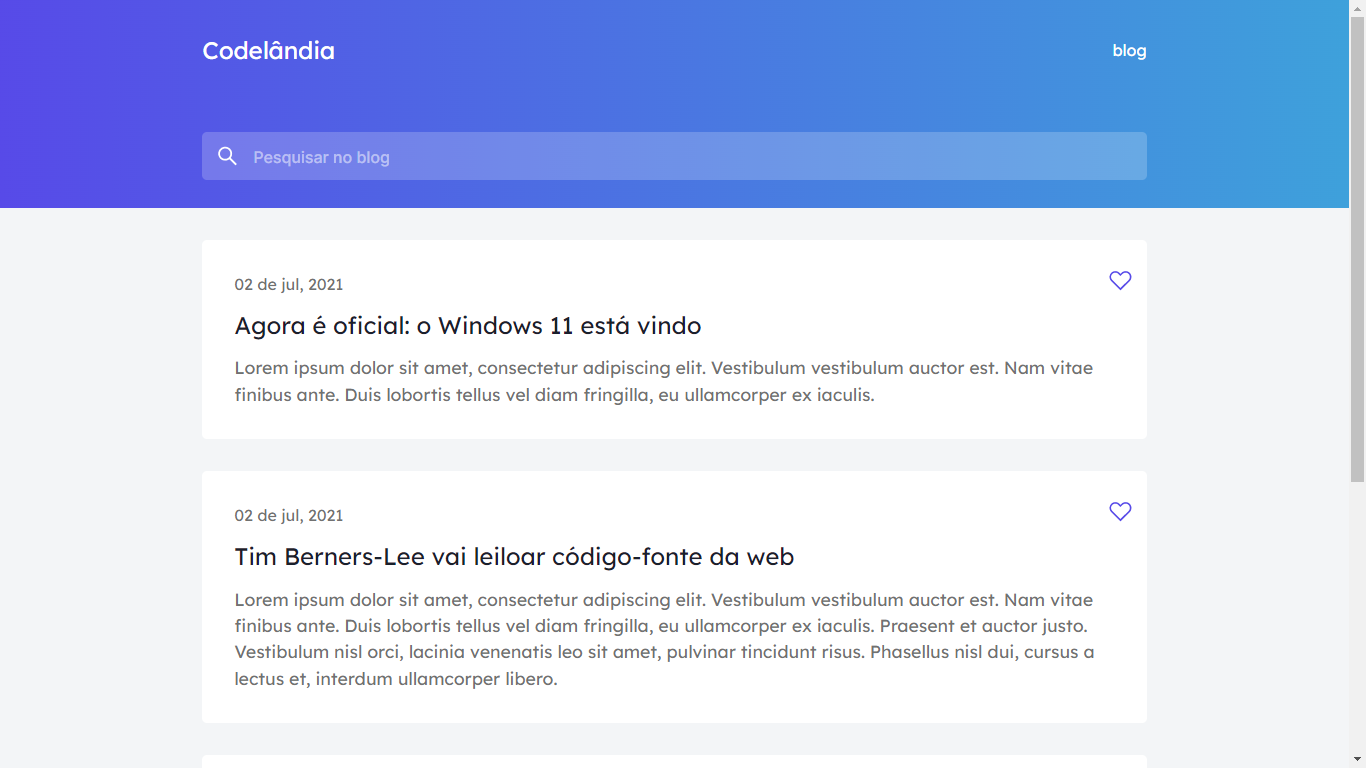 Codelândia
blog
Pesquisar no blog
02 de jul, 2021
Agora é oficial: o Windows 11 está vindo
Lorem ipsum dolor sit amet, consectetur adipiscing elit. Vestibulum vestibulum auctor est. Nam vitae
finibus ante. Duis lobortis tellus vel diam fringilla, eu ullamcorper ex iaculis.
02 de jul, 2021
Tim Berners-Lee vai leiloar código-fonte da web
Lorem ipsum dolor sit amet, consectetur adipiscing elit. Vestibulum vestibulum auctor est. Nam vitae
finibus ante. Duis lobortis tellus vel diam fringilla, eu ullamcorper ex iaculis. Praesent et auctor justo.
Vestibulum nisl orci, lacinia venenatis leo sit amet, pulvinar tincidunt risus. Phasellus nisl dui, cursus a
lectus et, interdum ullamcorper libero.